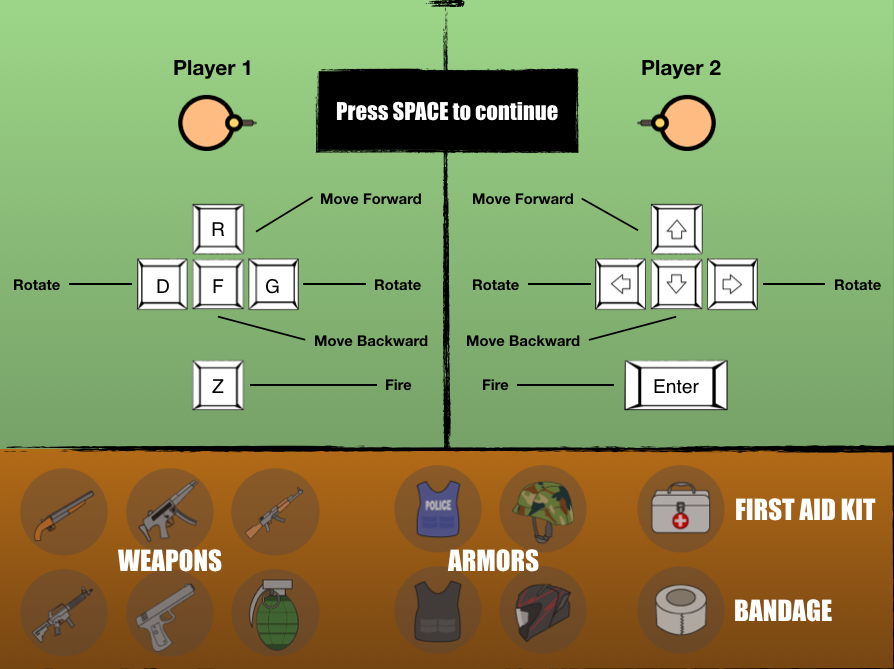 Player 1
Player 2
Press SPACE to continue
Move Forward
Move Forward
R
Rotate
D
F
G
Rotate
Rotate
Rotate
Move Backward
Move Backward
Z
Fire
Fire
Enter
POLICE
FIRST AID KIT
WEAPONS
ARMORS
BANDAGE